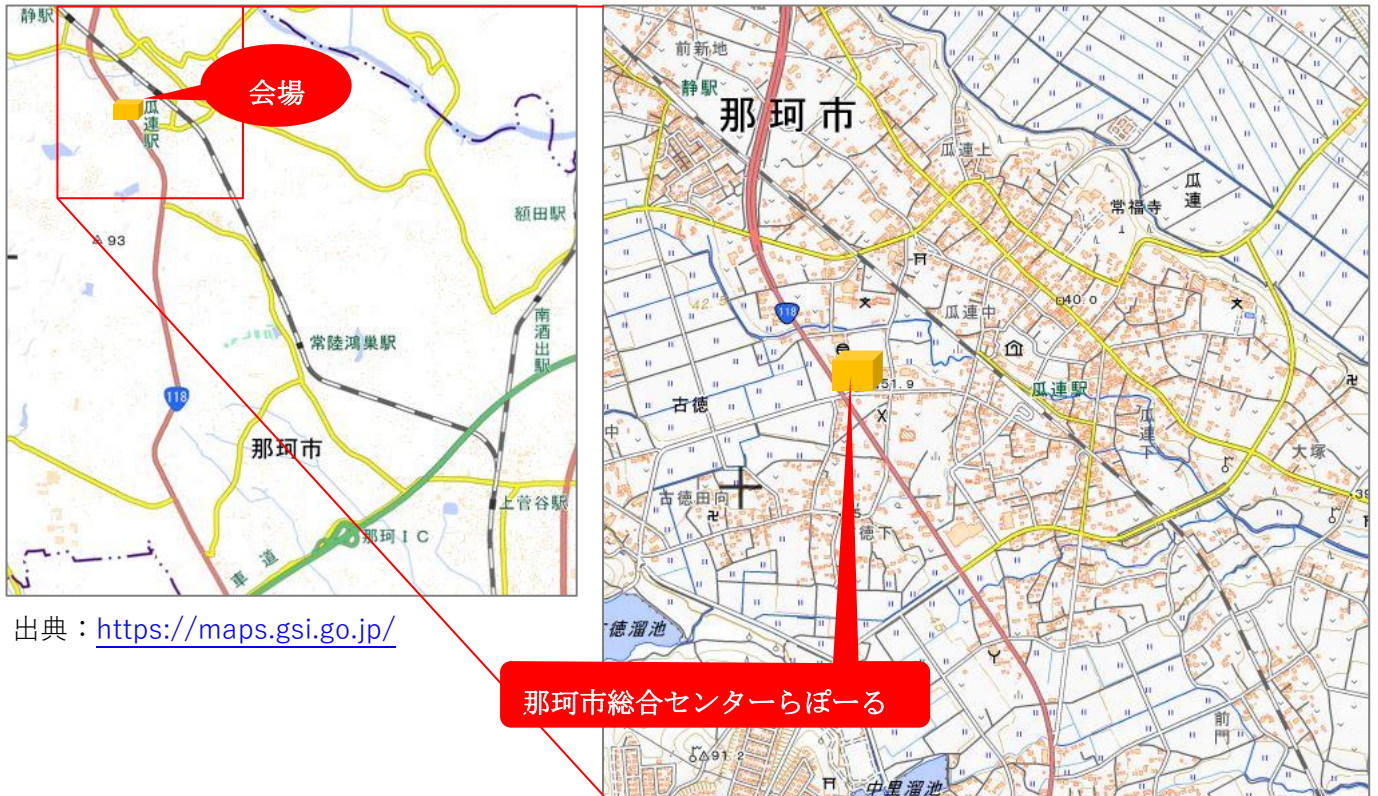 静駅
会場
瓜連駅
額田駅
93
南酒出駅
常陸鴻巣駅
118
那珂市
上菅谷駅
那珂IC
車道
出典：https://maps.gsi.go.jp/
前新地
静駅
那珂市
瓜連上
瓜連
常福寺
42.5
40.0
118
瓜連中
51.9
瓜連駅
古徳
中
瓜連下
大塚
古徳田向
徳下
45
徳溜池
那珂市総合センターらぽーる
前門
91.2
中里溜池